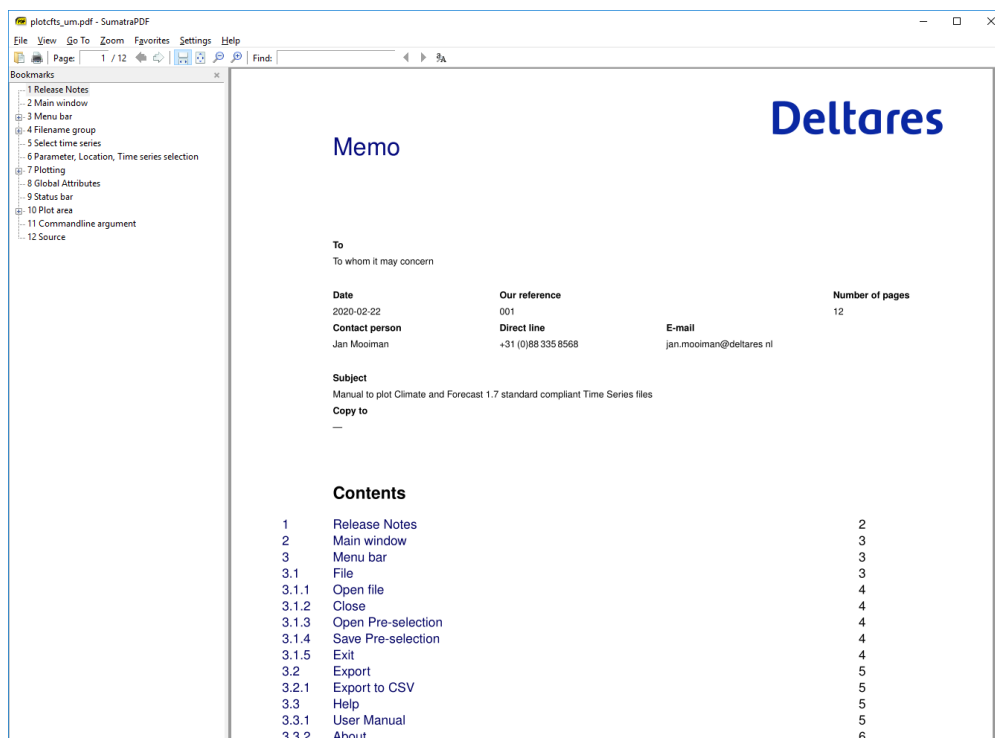 plotcfts_um.pdf - SumatraPDF
File View Go To Zoom Favorites Settings Help
Page: 1 / 12 Find:
Bookmarks
1 Release Notes
2 Main window
3 Menu bar
4 Filename group
5 Select time series
6 Parameter, Location, Time series selection
7 Plotting
8 Global Attributes
9 Status bar
10 Plot area
11 Commandline argument
12 Source
Deltares
Memo
To
To whom it may concern
Date Our reference Number of pages
2020-02-22 001 12
Contact person Direct line E-mail
Jan Mooiman +31 (0)88 335 8568 jan.mooiman@deltares nl
Subject
Manual to plot Climate and Forecast 1.7 standard compliant Time Series files
Copy to
—
Contents
1 Release Notes 2
2 Main window 3
3 Menu bar 3
3.1 File 3
3.1.1 Open file 4
3.1.2 Close 4
3.1.3 Open Pre-selection 4
3.1.4 Save Pre-selection 4
3.1.5 Exit 4
3.2 Export 5
3.2.1 Export to CSV 5
3.3 Help 5
3.3.1 User Manual 5
3.3.2 About 6